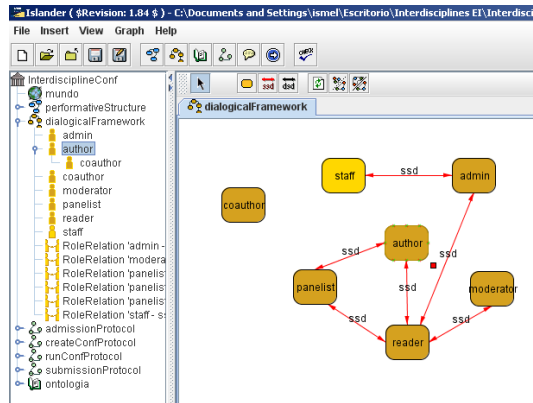 Islander ( $Revision: 1.84 $ ) - C:\Documents and Settings\ismel\Escritorio\Interdisciplines EI\Interdisci
File Insert View Graph Help
CHECK
InterdisciplineConf
mundo
performativeStructure
dialogicalFramework
admin
author
coauthor
coauthor
moderator
panelist
reader
staff
RoleRelation 'admin -
RoleRelation 'modera
RoleRelation 'panelist
RoleRelation 'panelist
RoleRelation 'panelist
RoleRelation 'staff - s
admissionProtocol
createConfProtocol
runConfProtocol
submissionProtocol
ontologia
ssd dsd
dialogicalFramework
staff ssd admin
coauthor
author
ssd ssd
panelist ssd moderator
ssd ssd
reader